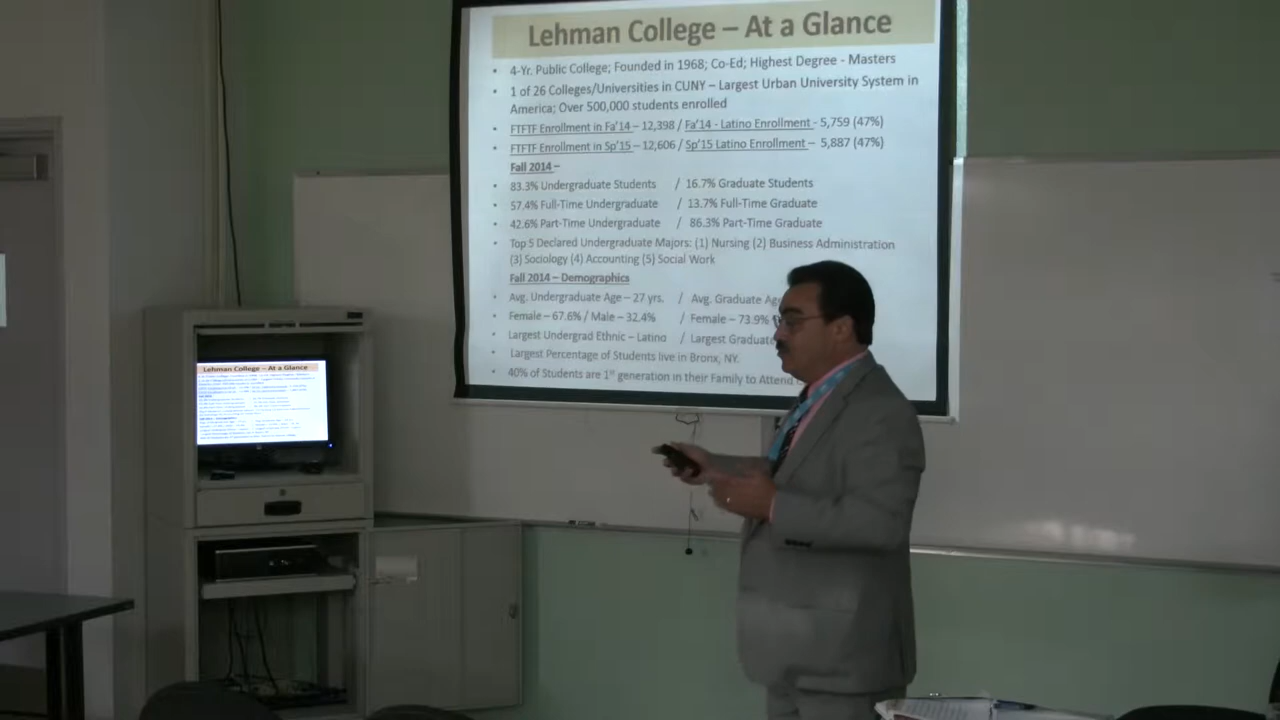 Lehman College – At a Glance
• 4-Yr. Public College; Founded in 1968; Co-Ed; Highest Degree - Masters
• 1 of 26 Colleges/Universities in CUNY – Largest Urban University System in
America; Over 500,000 students enrolled
• FTFTF Enrollment in Fa'14 – 12,398 / Fa'14 - Latino Enrollment - 5,759 (47%)
• FTFTF Enrollment in Sp'15 – 12,606 / Sp'15 Latino Enrollment – 5,887 (47%)
Fall 2014 –
• 83.3% Undergraduate Students / 16.7% Graduate Students
• 57.4% Full-Time Undergraduate / 13.7% Full-Time Graduate
• 42.6% Part-Time Undergraduate / 86.3% Part-Time Graduate
• Top 5 Declared Undergraduate Majors: (1) Nursing (2) Business Administration
(3) Sociology (4) Accounting (5) Social Work
Fall 2014 – Demographics
• Avg. Undergraduate Age – 27 yrs. / Avg. Graduate Age
• Female – 67.6% / Male – 32.4% / Female – 73.9%
• Largest Undergrad Ethnic – Latino / Largest Graduat
• Largest Percentage of Students live in Bronx, NY.
• 40% of Students are 1st generat their Family to Attend
Lehman College – At a Glance